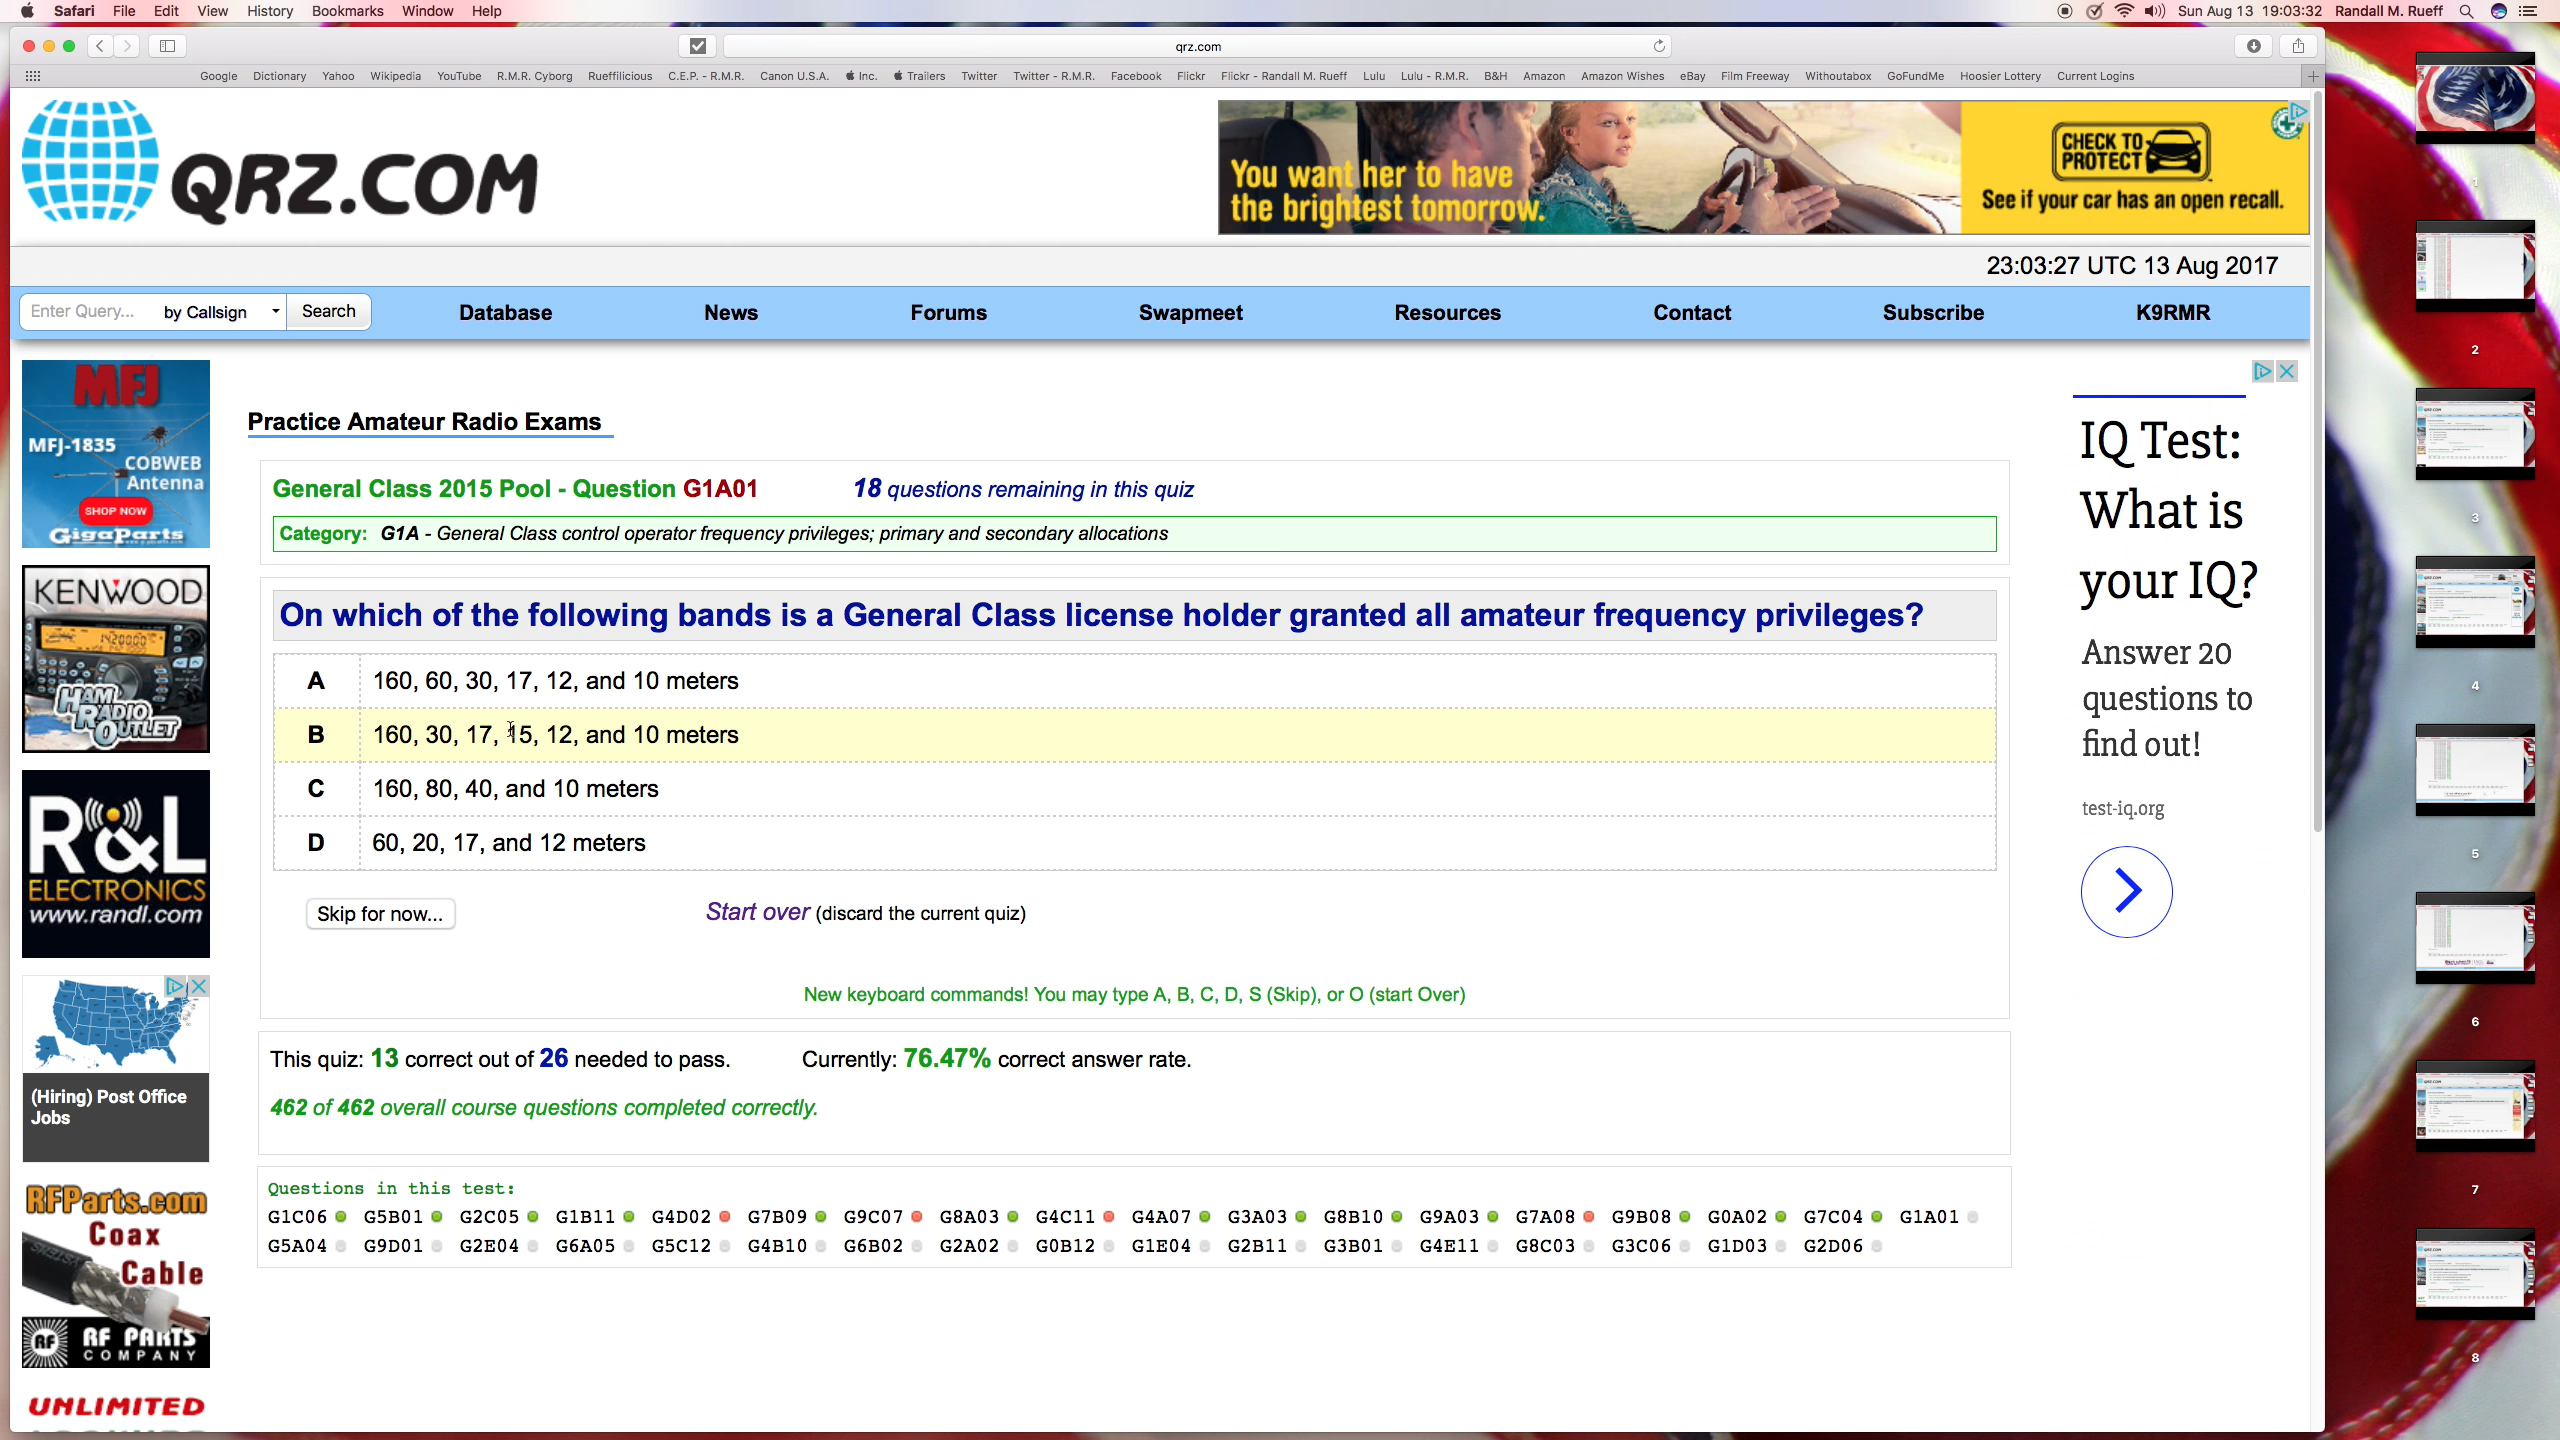 Safari File Edit View History Bookmarks Window Help
Sun Aug 13 19:03:32 Randall M. Rueff
qrz.com
Google Dictionary Yahoo Wikipedia YouTube R.M.R. Cyborg Rueffilicious C.E.P. - R.M.R. Canon U.S.A. Inc. Trailers Twitter Twitter - R.M.R. Facebook Flickr Flickr - Randall M. Rueff Lulu Lulu - R.M.R. B&H Amazon Amazon Wishes eBay Film Freeway Withoutabox GoFundMe Hoosier Lottery Current Logins
QRZ.COM
You want her to have
the brightest tomorrow.
CHECK TO
PROTECT
See if your car has an open recall.
23:03:27 UTC 13 Aug 2017
Enter Query... by Callsign Search Database News Forums Swapmeet Resources Contact Subscribe K9RMR
MFJ
MFJ-1835
COBWEB
Antenna
SHOP NOW
GigaParts
KENWOOD
14.200.00
HAM
RADIO
OUTLET
R&L
ELECTRONICS
www.randl.com
(Hiring) Post Office
Jobs
RFParts.com
Coax
Cable
RF RF PARTS
COMPANY
UNLIMITED
Practice Amateur Radio Exams
General Class 2015 Pool - Question G1A01 18 questions remaining in this quiz
Category: G1A - General Class control operator frequency privileges; primary and secondary allocations
On which of the following bands is a General Class license holder granted all amateur frequency privileges?
A 160, 60, 30, 17, 12, and 10 meters
B 160, 30, 17, 15, 12, and 10 meters
C 160, 80, 40, and 10 meters
D 60, 20, 17, and 12 meters
Skip for now... Start over (discard the current quiz)
New keyboard commands! You may type A, B, C, D, S (Skip), or O (start Over)
This quiz: 13 correct out of 26 needed to pass. Currently: 76.47% correct answer rate.
462 of 462 overall course questions completed correctly.
Questions in this test:
G1C06 G5B01 G2C05 G1B11 G4D02 G7B09 G9C07 G8A03 G4C11 G4A07 G3A03 G8B10 G9A03 G7A08 G9B08 G0A02 G7C04 G1A01
G5A04 G9D01 G2E04 G6A05 G5C12 G4B10 G6B02 G2A02 G0B12 G1E04 G2B11 G3B01 G4E11 G8C03 G3C06 G1D03 G2D06
IQ Test:
What is
your IQ?
Answer 20
questions to
find out!
test-iq.org
1
2
3
4
5
6
7
8